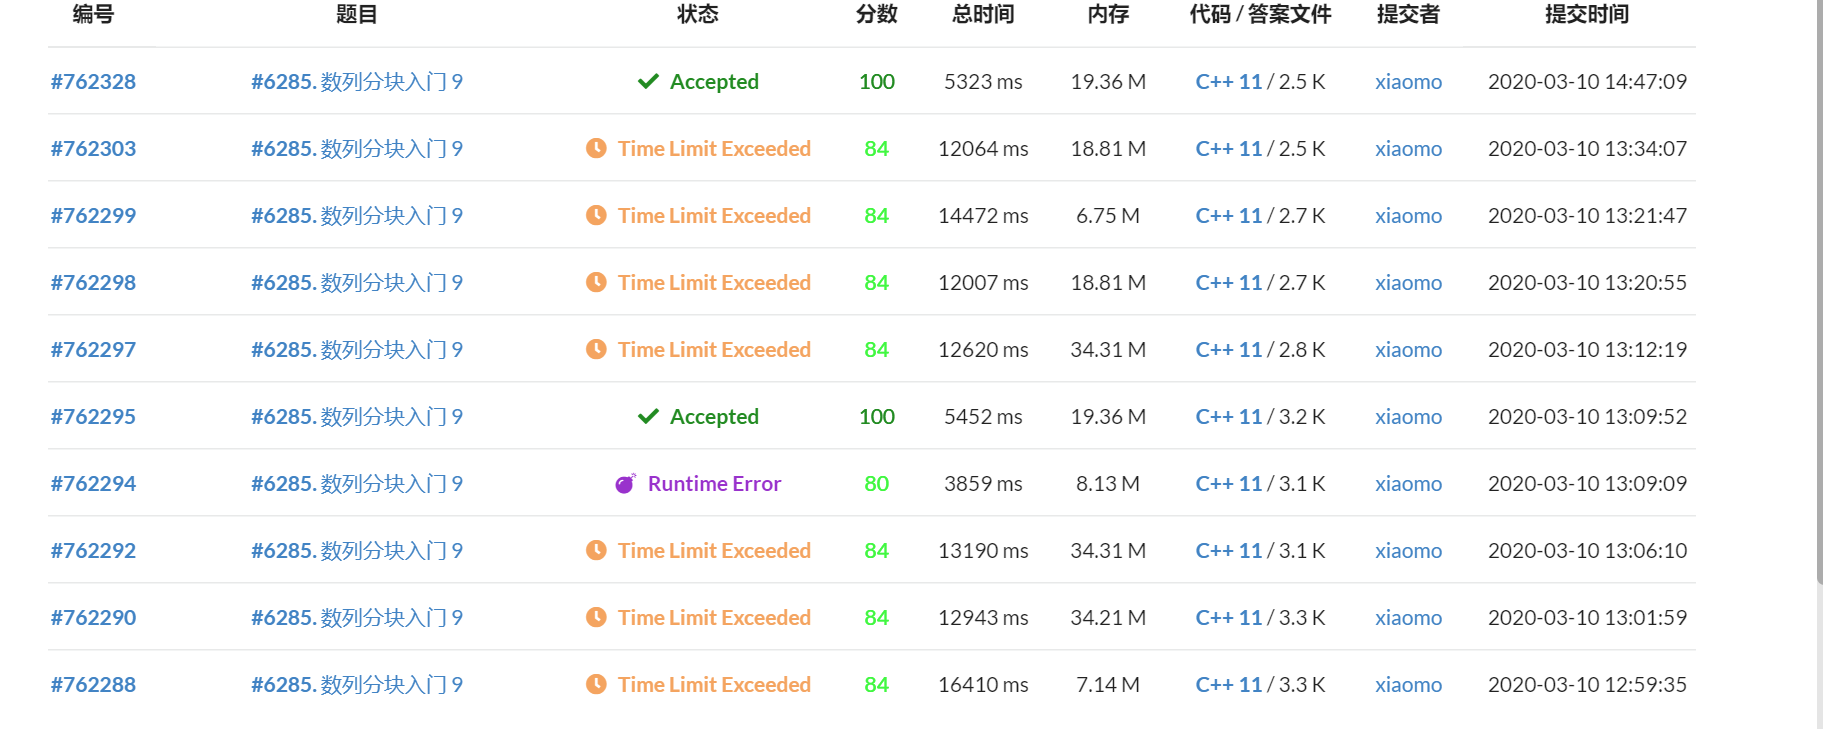 编号 题目 状态 分数 总时间 内存 代码 / 答案文件 提交者 提交时间
#762328 #6285. 数列分块入门 9 Accepted 100 5323 ms 19.36 M C++ 11 / 2.5 K xiaomo 2020-03-10 14:47:09
#762303 #6285. 数列分块入门 9 Time Limit Exceeded 84 12064 ms 18.81 M C++ 11 / 2.5 K xiaomo 2020-03-10 13:34:07
#762299 #6285. 数列分块入门 9 Time Limit Exceeded 84 14472 ms 6.75 M C++ 11 / 2.7 K xiaomo 2020-03-10 13:21:47
#762298 #6285. 数列分块入门 9 Time Limit Exceeded 84 12007 ms 18.81 M C++ 11 / 2.7 K xiaomo 2020-03-10 13:20:55
#762297 #6285. 数列分块入门 9 Time Limit Exceeded 84 12620 ms 34.31 M C++ 11 / 2.8 K xiaomo 2020-03-10 13:12:19
#762295 #6285. 数列分块入门 9 Accepted 100 5452 ms 19.36 M C++ 11 / 3.2 K xiaomo 2020-03-10 13:09:52
#762294 #6285. 数列分块入门 9 Runtime Error 80 3859 ms 8.13 M C++ 11 / 3.1 K xiaomo 2020-03-10 13:09:09
#762292 #6285. 数列分块入门 9 Time Limit Exceeded 84 13190 ms 34.31 M C++ 11 / 3.1 K xiaomo 2020-03-10 13:06:10
#762290 #6285. 数列分块入门 9 Time Limit Exceeded 84 12943 ms 34.21 M C++ 11 / 3.3 K xiaomo 2020-03-10 13:01:59
#762288 #6285. 数列分块入门 9 Time Limit Exceeded 84 16410 ms 7.14 M C++ 11 / 3.3 K xiaomo 2020-03-10 12:59:35